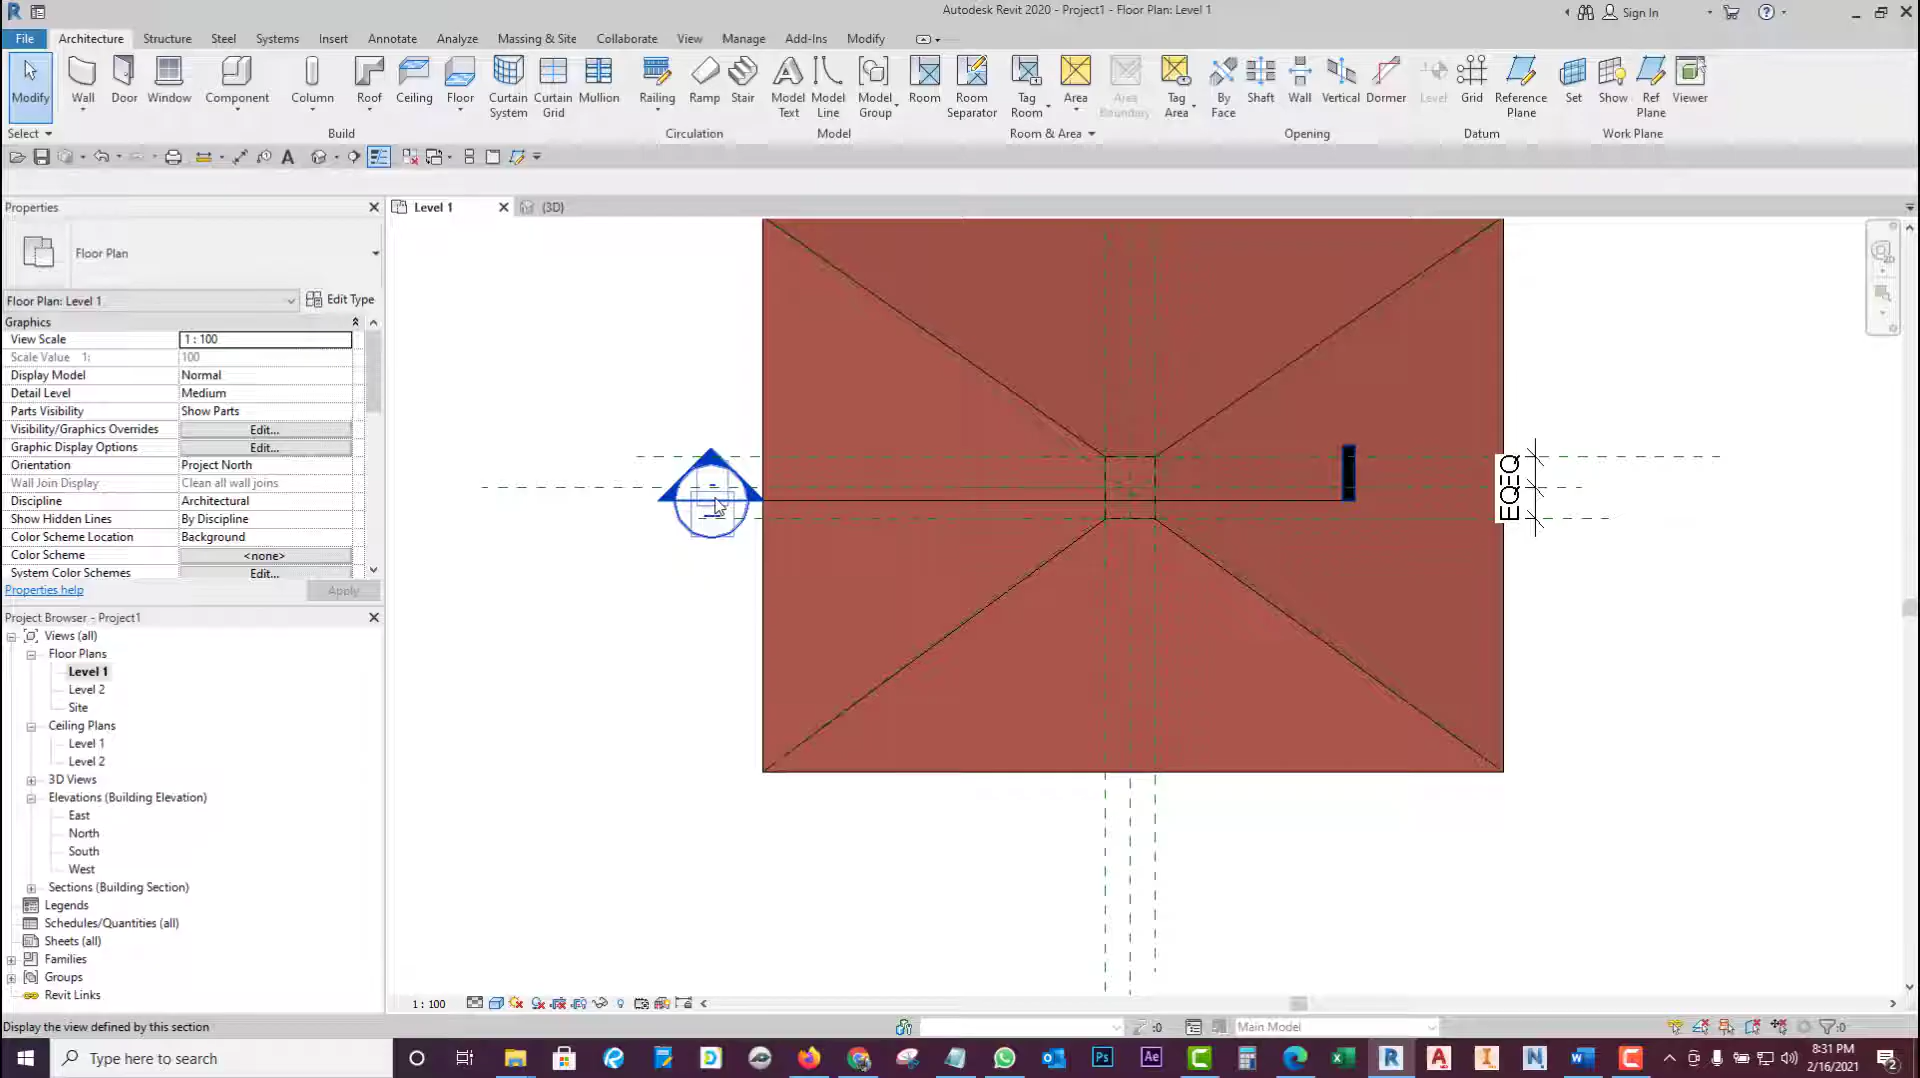 Autodesk Revit 2020 - Project1 - Floor Plan: Level 1
Sign In
File Architecture Structure Steel Systems Insert Annotate Analyze Massing & Site Collaborate View Manage Add-Ins Modify
Modify Wall Door Window Component Column Roof Ceiling Floor Curtain System Curtain Grid Mullion Railing Ramp Stair Model Text Model Line Model Group Room Room Separator Tag Room Area Area Boundary Tag Area By Face Shaft Wall Vertical Dormer Level Grid Reference Plane Set Show Ref Plane Viewer
Select Build Circulation Model Room & Area Opening Datum Work Plane
Properties
Level 1
(3D)
Floor Plan
Floor Plan: Level 1
Edit Type
Graphics
View Scale 1 : 100
Scale Value 1: 100
Display Model Normal
Detail Level Medium
Parts Visibility Show Parts
Visibility/Graphics Overrides Edit...
Graphic Display Options Edit...
Orientation Project North
Wall Join Display Clean all wall joins
Discipline Architectural
Show Hidden Lines By Discipline
Color Scheme Location Background
Color Scheme <none>
System Color Schemes Edit...
Properties help
Apply
EQ EQ
Project Browser - Project1
Views (all)
Floor Plans
Level 1
Level 2
Site
Ceiling Plans
Level 1
Level 2
3D Views
Elevations (Building Elevation)
East
North
South
West
Sections (Building Section)
Legends
Schedules/Quantities (all)
Sheets (all)
Families
Groups
Revit Links
1 : 100
Display the view defined by this section
:0
Main Model
:0
Type here to search
8:31 PM
2/16/2021